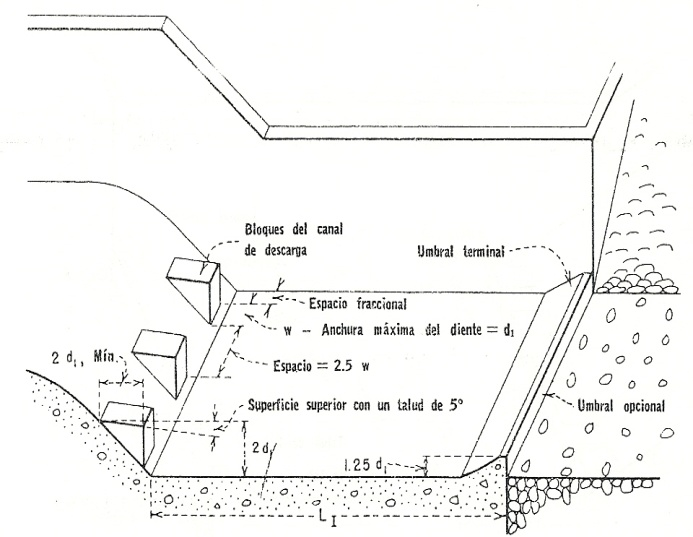 Bloques del canal
de descarga
Umbral terminal
Espacio fraccional
w - Anchura máxima del diente = d₁
2 d₁, Mín.
Espacio = 2.5 w
Superficie superior con un talud de 5°
Umbral opcional
2 d₁
1.25 d₁
L_I